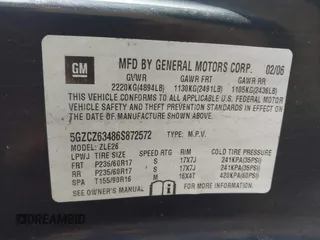 GM
MFD BY GENERAL MOTORS CORP. 02/06
GVWR GAWR FRT GAWR RR
2220KG(4894LB) 1130KG(2491LB) 1105KG(2436LB)
THIS VEHICLE CONFORMS TO ALL APPLICABLE U.S. FEDERAL MOTOR
VEHICLE SAFETY STANDARDS IN EFFECT ON THE DATE OF
MANUFACTURE SHOWN ABOVE.
5GZCZ63486S872572 TYPE: M.P.V.
MODEL: ZLE26
LPWJ TIRE SIZE SPEED RTG RIM COLD TIRE PRESSURE
FRT P235/60R17 S 17X7J 241KPA(35PSI)
RR P235/60R17 S 17X7J 241KPA(35PSI)
SPA T155/90R16 M 16X4T 420KPA(60PSI)
SEE OWNER'S MANUAL FOR MORE INFORMATION.
© DREAMBID